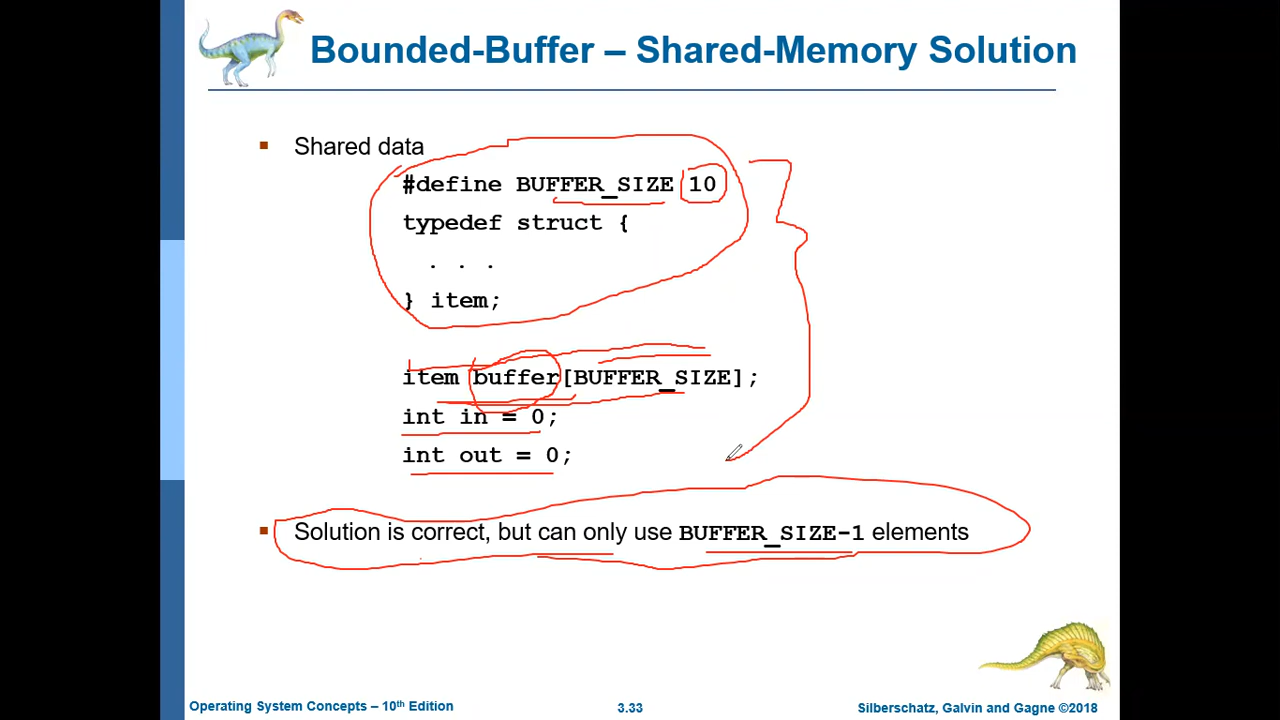 Bounded-Buffer – Shared-Memory Solution
▪ Shared data
#define BUFFER_SIZE 10
typedef struct {
. . .
} item;
item buffer[BUFFER_SIZE];
int in = 0;
int out = 0;
▪ Solution is correct, but can only use BUFFER_SIZE-1 elements
Operating System Concepts – 10th Edition
3.33
Silberschatz, Galvin and Gagne ©2018